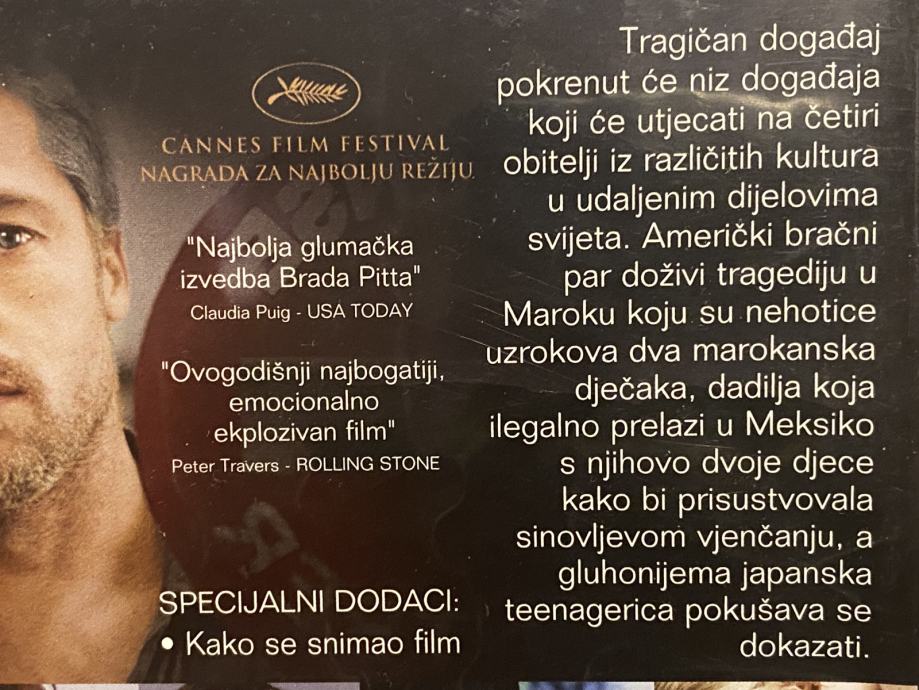 CANNES FILM FESTIVAL
NAGRADA ZA NAJBOLJU REŽIJU
"Najbolja glumačka
izvedba Brada Pitta"
Claudia Puig - USA TODAY
"Ovogodišnji najbogatiji,
emocionalno
ekplozivan film"
Peter Travers - ROLLING STONE
SPECIJALNI DODACI:
• Kako se snimao film
Tragičan događaj
pokrenut će niz događaja
koji će utjecati na četiri
obitelji iz različitih kultura
u udaljenim dijelovima
svijeta. Američki bračni
par doživi tragediju u
Maroku koju su nehotice
uzrokova dva marokanska
dječaka, dadilja koja
ilegalno prelazi u Meksiko
s njihovo dvoje djece
kako bi prisustvovala
sinovljevom vjenčanju, a
gluhonijema japanska
teenagerica pokušava se
dokazati.